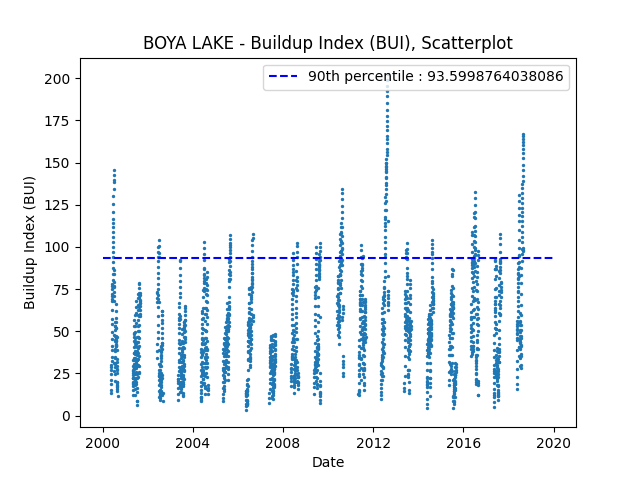 BOYA LAKE - Buildup Index (BUI), Scatterplot
90th percentile : 93.5998764038086
Buildup Index (BUI)
200
175
150
125
100
75
50
25
0
2000 2004 2008 2012 2016 2020
Date